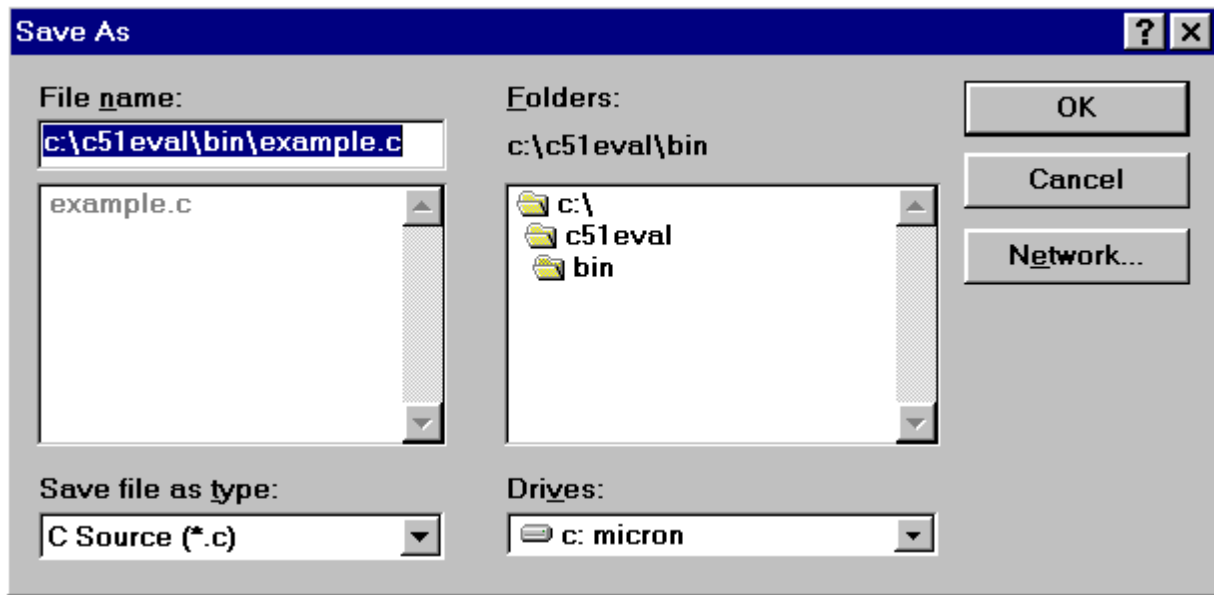 Save As
File name:
c:\c51eval\bin\example.c
example.c
Folders:
c:\c51eval\bin
c:\
c51eval
bin
OK
Cancel
Network...
Save file as type:
C Source (*.c)
Drives:
c: micron